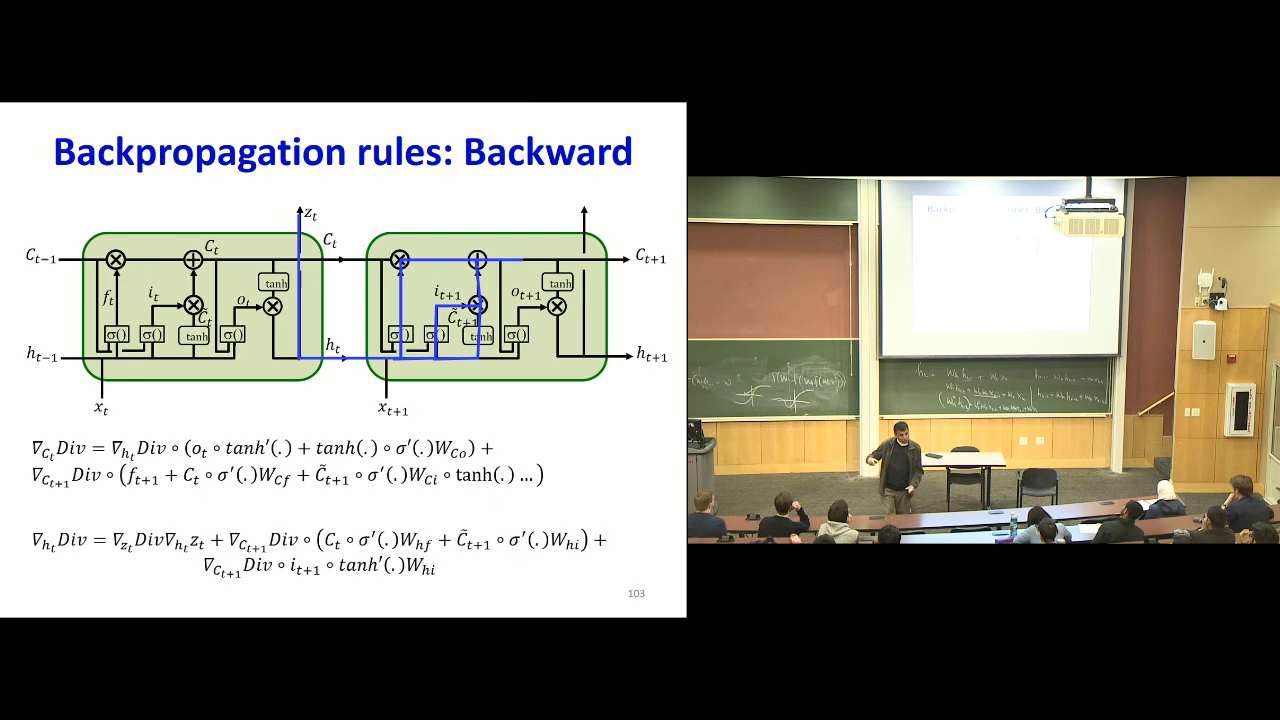 Backpropagation rules: Backward
z_t
C_{t-1}
C_t
C_t
C_{t+1}
tanh
tanh
f_t
i_t
o_t
i_{t+1}
o_{t+1}
C̃_t
C̃_{t+1}
σ()
σ()
tanh
σ()
σ()
σ()
tanh
σ()
h_{t-1}
h_t
h_{t+1}
x_t
x_{t+1}
∇_{C_t}Div = ∇_{h_t}Div ∘ (o_t ∘ tanh′(.) + tanh(.) ∘ σ′(.)W_{Co}) +
∇_{C_{t+1}}Div ∘ (f_{t+1} + C_t ∘ σ′(.)W_{Cf} + C̃_{t+1} ∘ σ′(.)W_{Ci} ∘ tanh(.) …)
∇_{h_t}Div = ∇_{z_t}Div∇_{h_t}z_t + ∇_{C_{t+1}}Div ∘ (C_t ∘ σ′(.)W_{hf} + C̃_{t+1} ∘ σ′(.)W_{hi}) +
∇_{C_{t+1}}Div ∘ i_{t+1} ∘ tanh′(.)W_{hi}
103